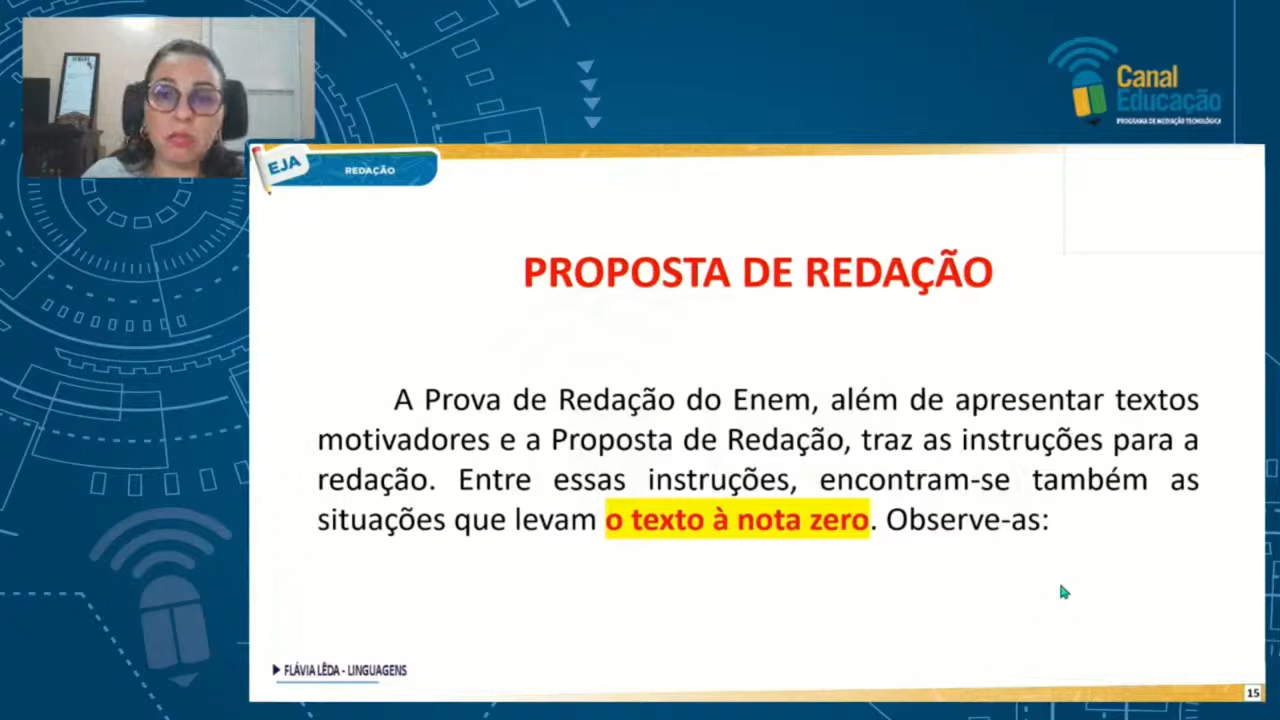 Canal
Educação
PROGRAMA DE MEDIAÇÃO TECNOLÓGICA
EJA
REDAÇÃO
PROPOSTA DE REDAÇÃO
A Prova de Redação do Enem, além de apresentar textos
motivadores e a Proposta de Redação, traz as instruções para a
redação. Entre essas instruções, encontram-se também as
situações que levam o texto à nota zero. Observe-as:
FLÁVIA LÊDA - LINGUAGENS
15